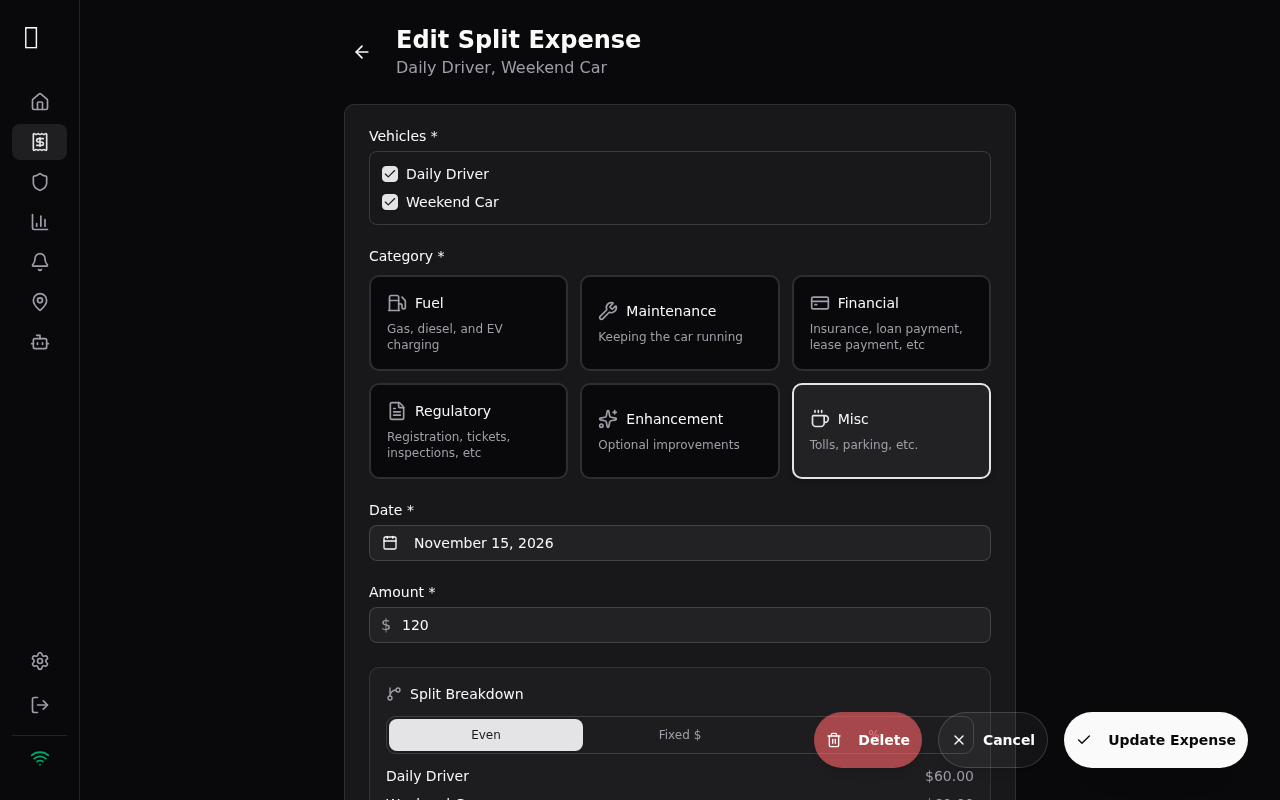 Edit Split Expense
Daily Driver, Weekend Car
Vehicles *
Daily Driver
Weekend Car
Category *
Fuel
Gas, diesel, and EV
charging
Maintenance
Keeping the car running
Financial
Insurance, loan payment,
lease payment, etc
Regulatory
Registration, tickets,
inspections, etc
Enhancement
Optional improvements
Misc
Tolls, parking, etc.
Date *
November 15, 2026
Amount *
$ 120
Split Breakdown
Even
Fixed $
%
Delete
Cancel
Update Expense
Daily Driver
$60.00